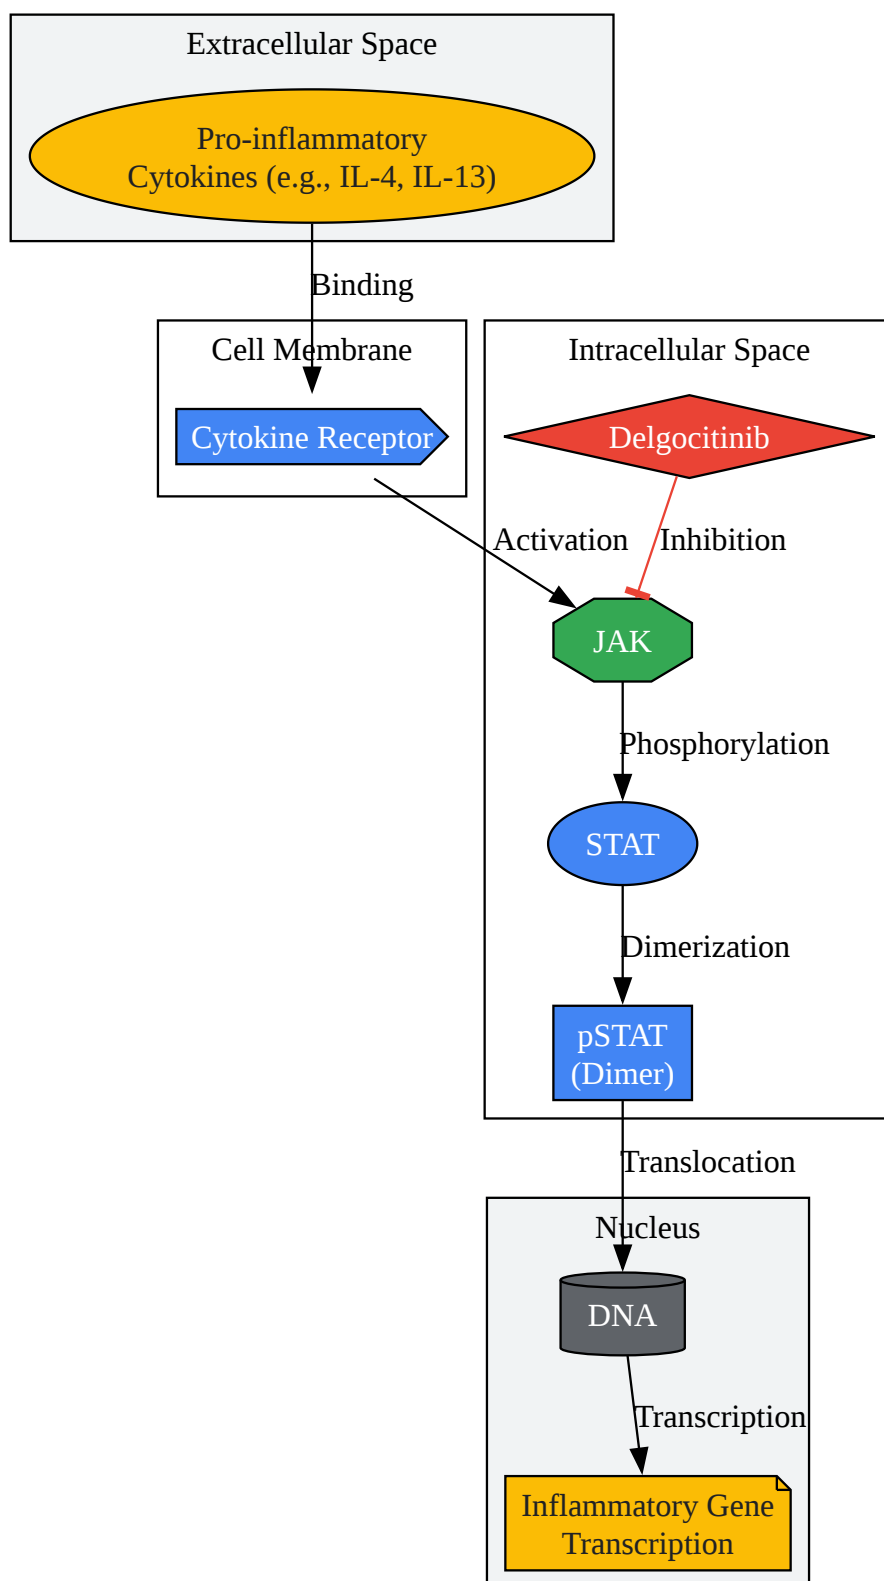 Extracellular Space
Pro-inflammatory
Cytokines (e.g., IL-4, IL-13)
Binding
Cell Membrane
Cytokine Receptor
Intracellular Space
Delgocitinib
Activation
Inhibition
JAK
Phosphorylation
STAT
Dimerization
pSTAT
(Dimer)
Translocation
Nucleus
DNA
Transcription
Inflammatory Gene
Transcription